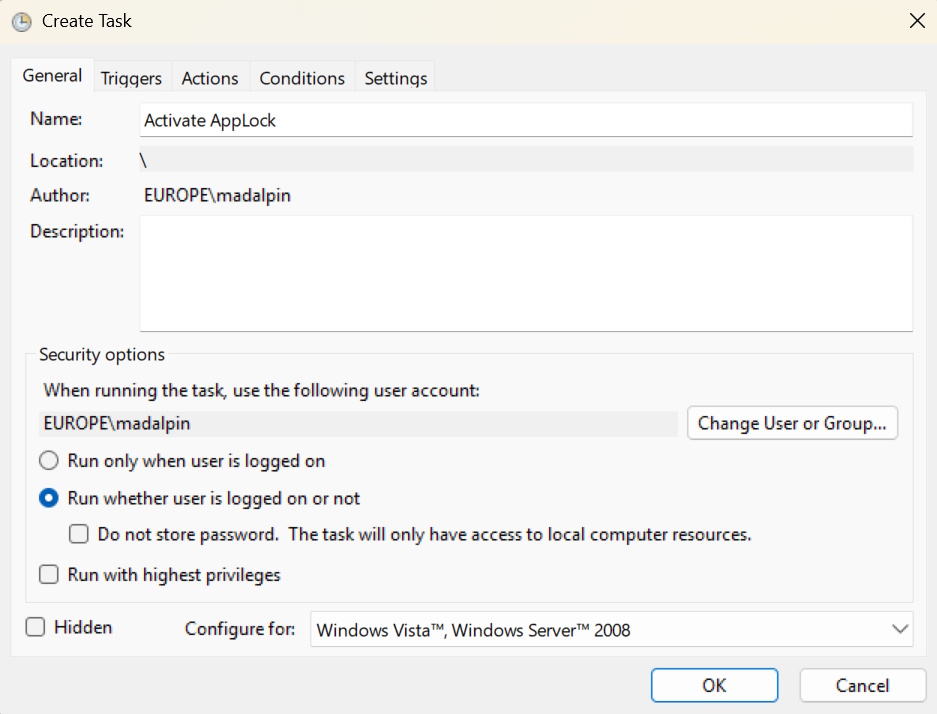 Create Task
General Triggers Actions Conditions Settings
Name: Activate AppLock
Location: \
Author: EUROPE\madalpin
Description:
Security options
When running the task, use the following user account:
EUROPE\madalpin Change User or Group...
Run only when user is logged on
Run whether user is logged on or not
Do not store password. The task will only have access to local computer resources.
Run with highest privileges
Hidden Configure for: Windows Vista™, Windows Server™ 2008
OK Cancel